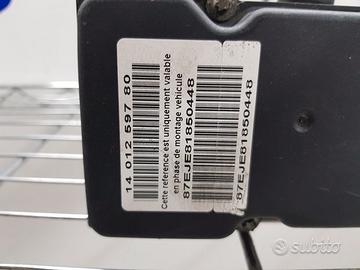 14 012 597 80
Cette reference est uniquement valable
en phase de montage vehicule
87EJE81850448
87EJE81850448
subito